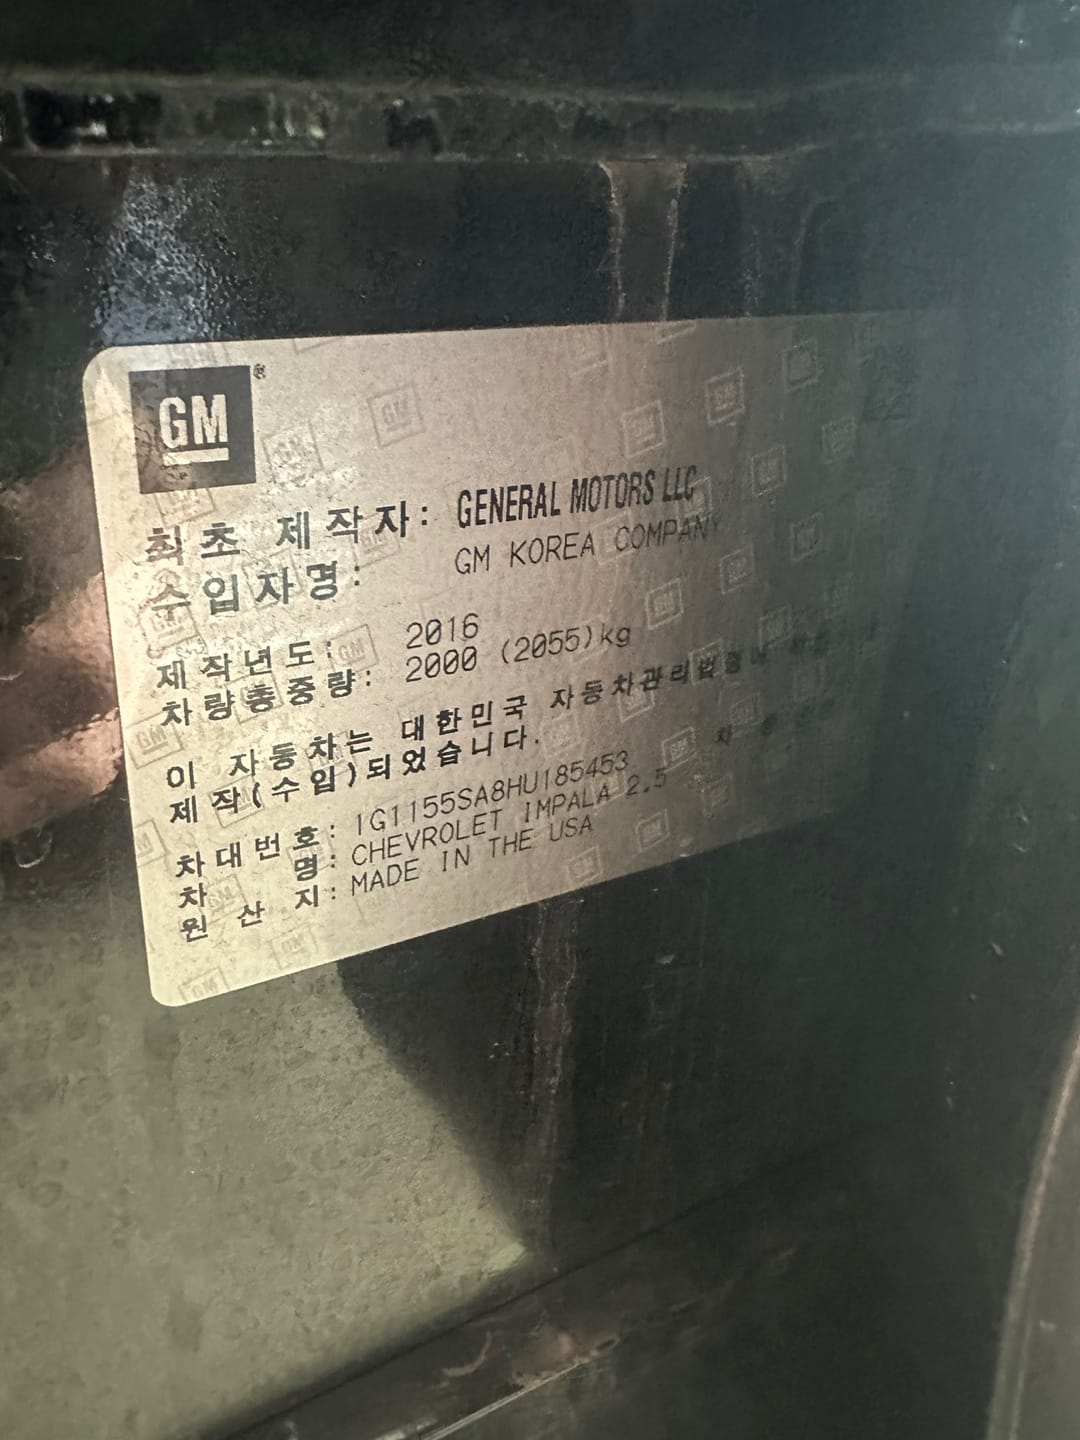 GM
최초 제작자: GENERAL MOTORS LLC
수입자명: GM KOREA COMPANY
제작년도: 2016
차량총중량: 2000 (2055)kg
이 자동차는 대한민국 자동차관리법령에
제작(수입)되었습니다.
차대번호: 1G1155SA8HU185453
차 명: CHEVROLET IMPALA 2.5
원 산 지: MADE IN THE USA